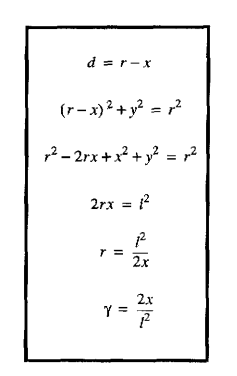 d = r − x
(r − x)² + y² = r²
r² − 2rx + x² + y² = r²
2rx = l²
r = l²/2x
γ = 2x/l²